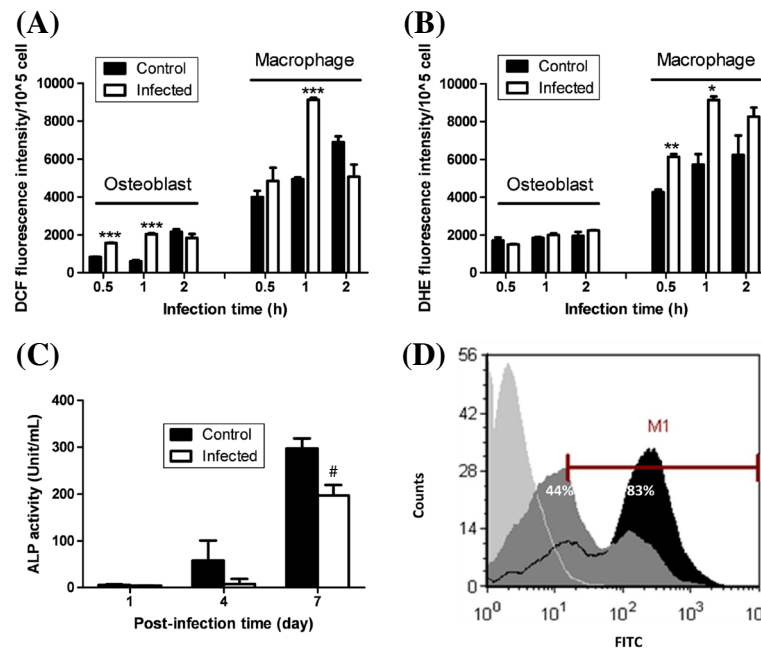 (A)
DCF fluorescence intensity/10^5 cell
10000
8000
6000
4000
2000
0
Control
Infected
Macrophage
Osteoblast
***
***
***
0.5
1
2
0.5
1
2
Infection time (h)
(B)
DHE fluorescence intensity/10^5 cell
10000
8000
6000
4000
2000
0
Control
Infected
Macrophage
Osteoblast
**
*
0.5
1
2
0.5
1
2
Infection time (h)
(C)
ALP activity (Unit/mL)
400
300
200
100
0
Control
Infected
#
1
4
7
Post-infection time (day)
(D)
Counts
56
42
28
14
0
M1
44%
83%
10^0
10^1
10^2
10^3
FITC